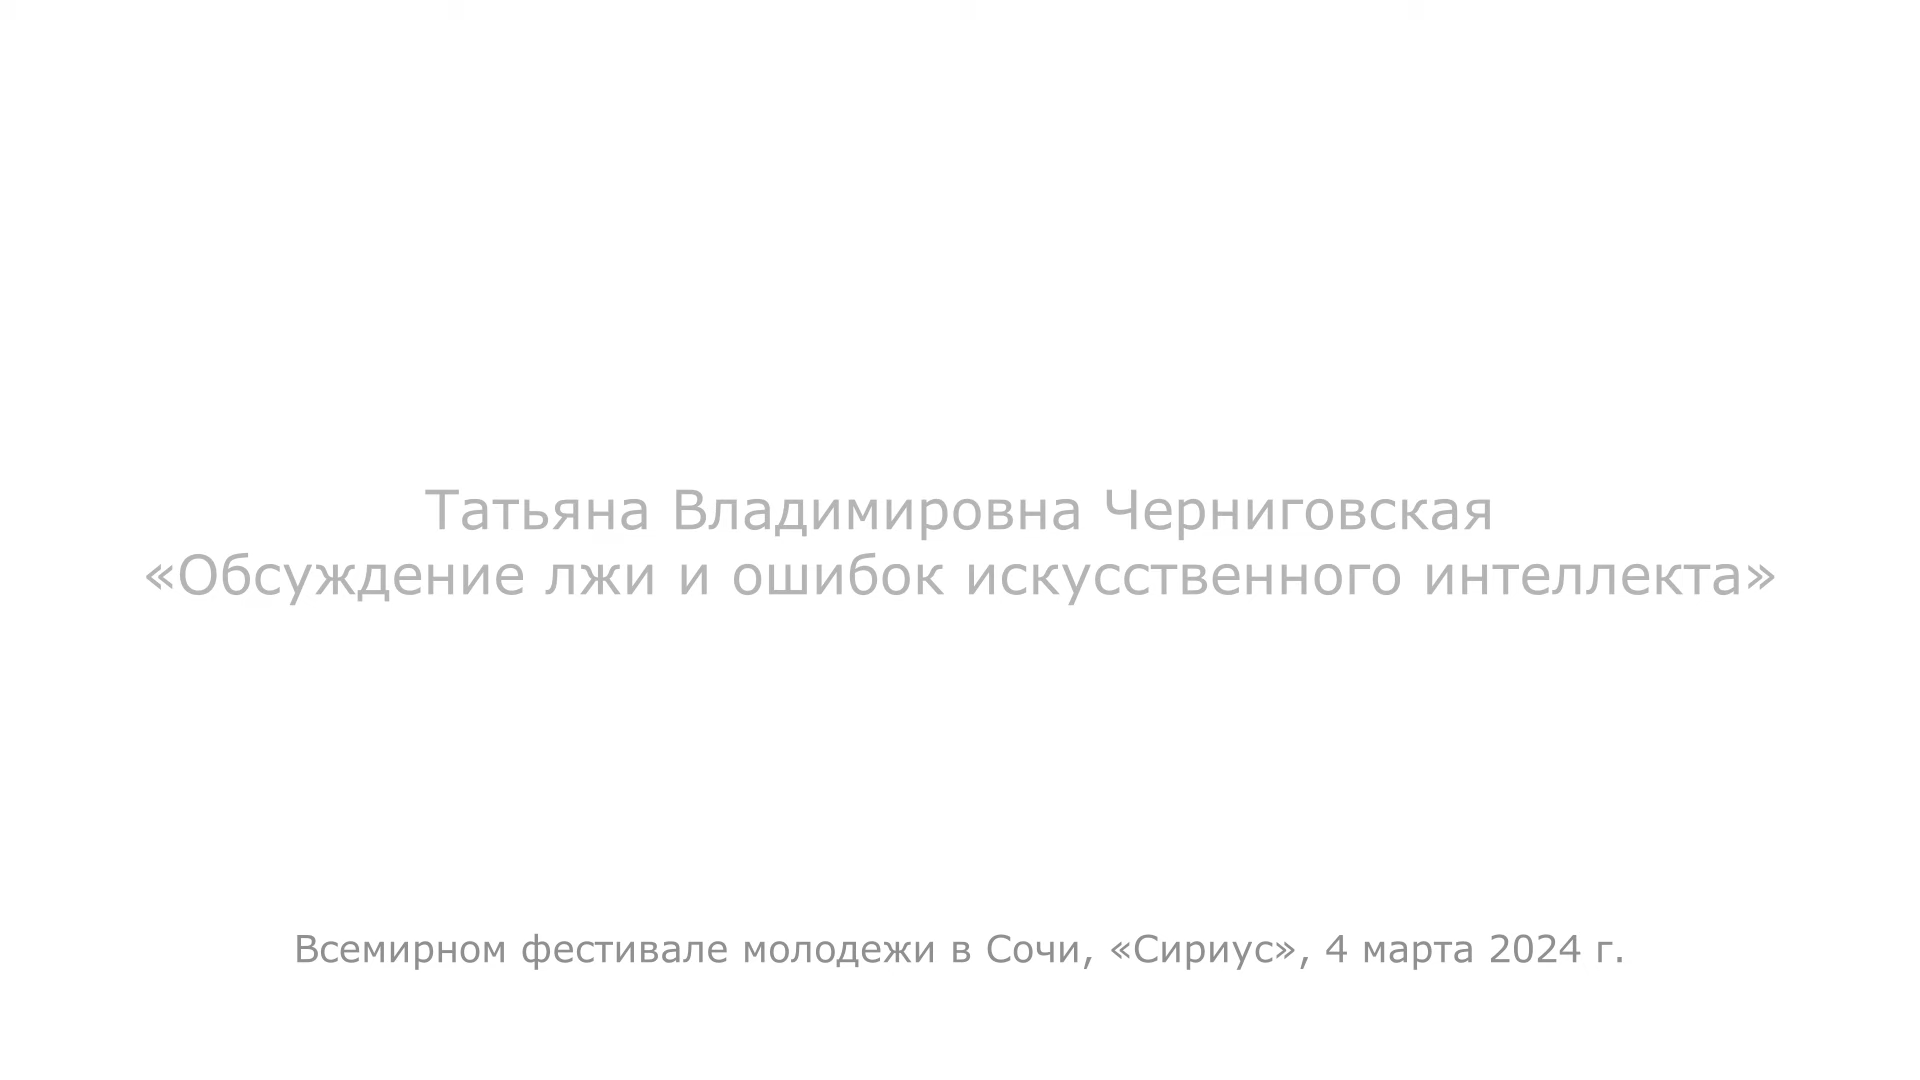 Татьяна Владимировна Черниговская
«Обсуждение лжи и ошибок искусственного интеллекта»
Всемирном фестивале молодежи в Сочи, «Сириус», 4 марта 2024 г.